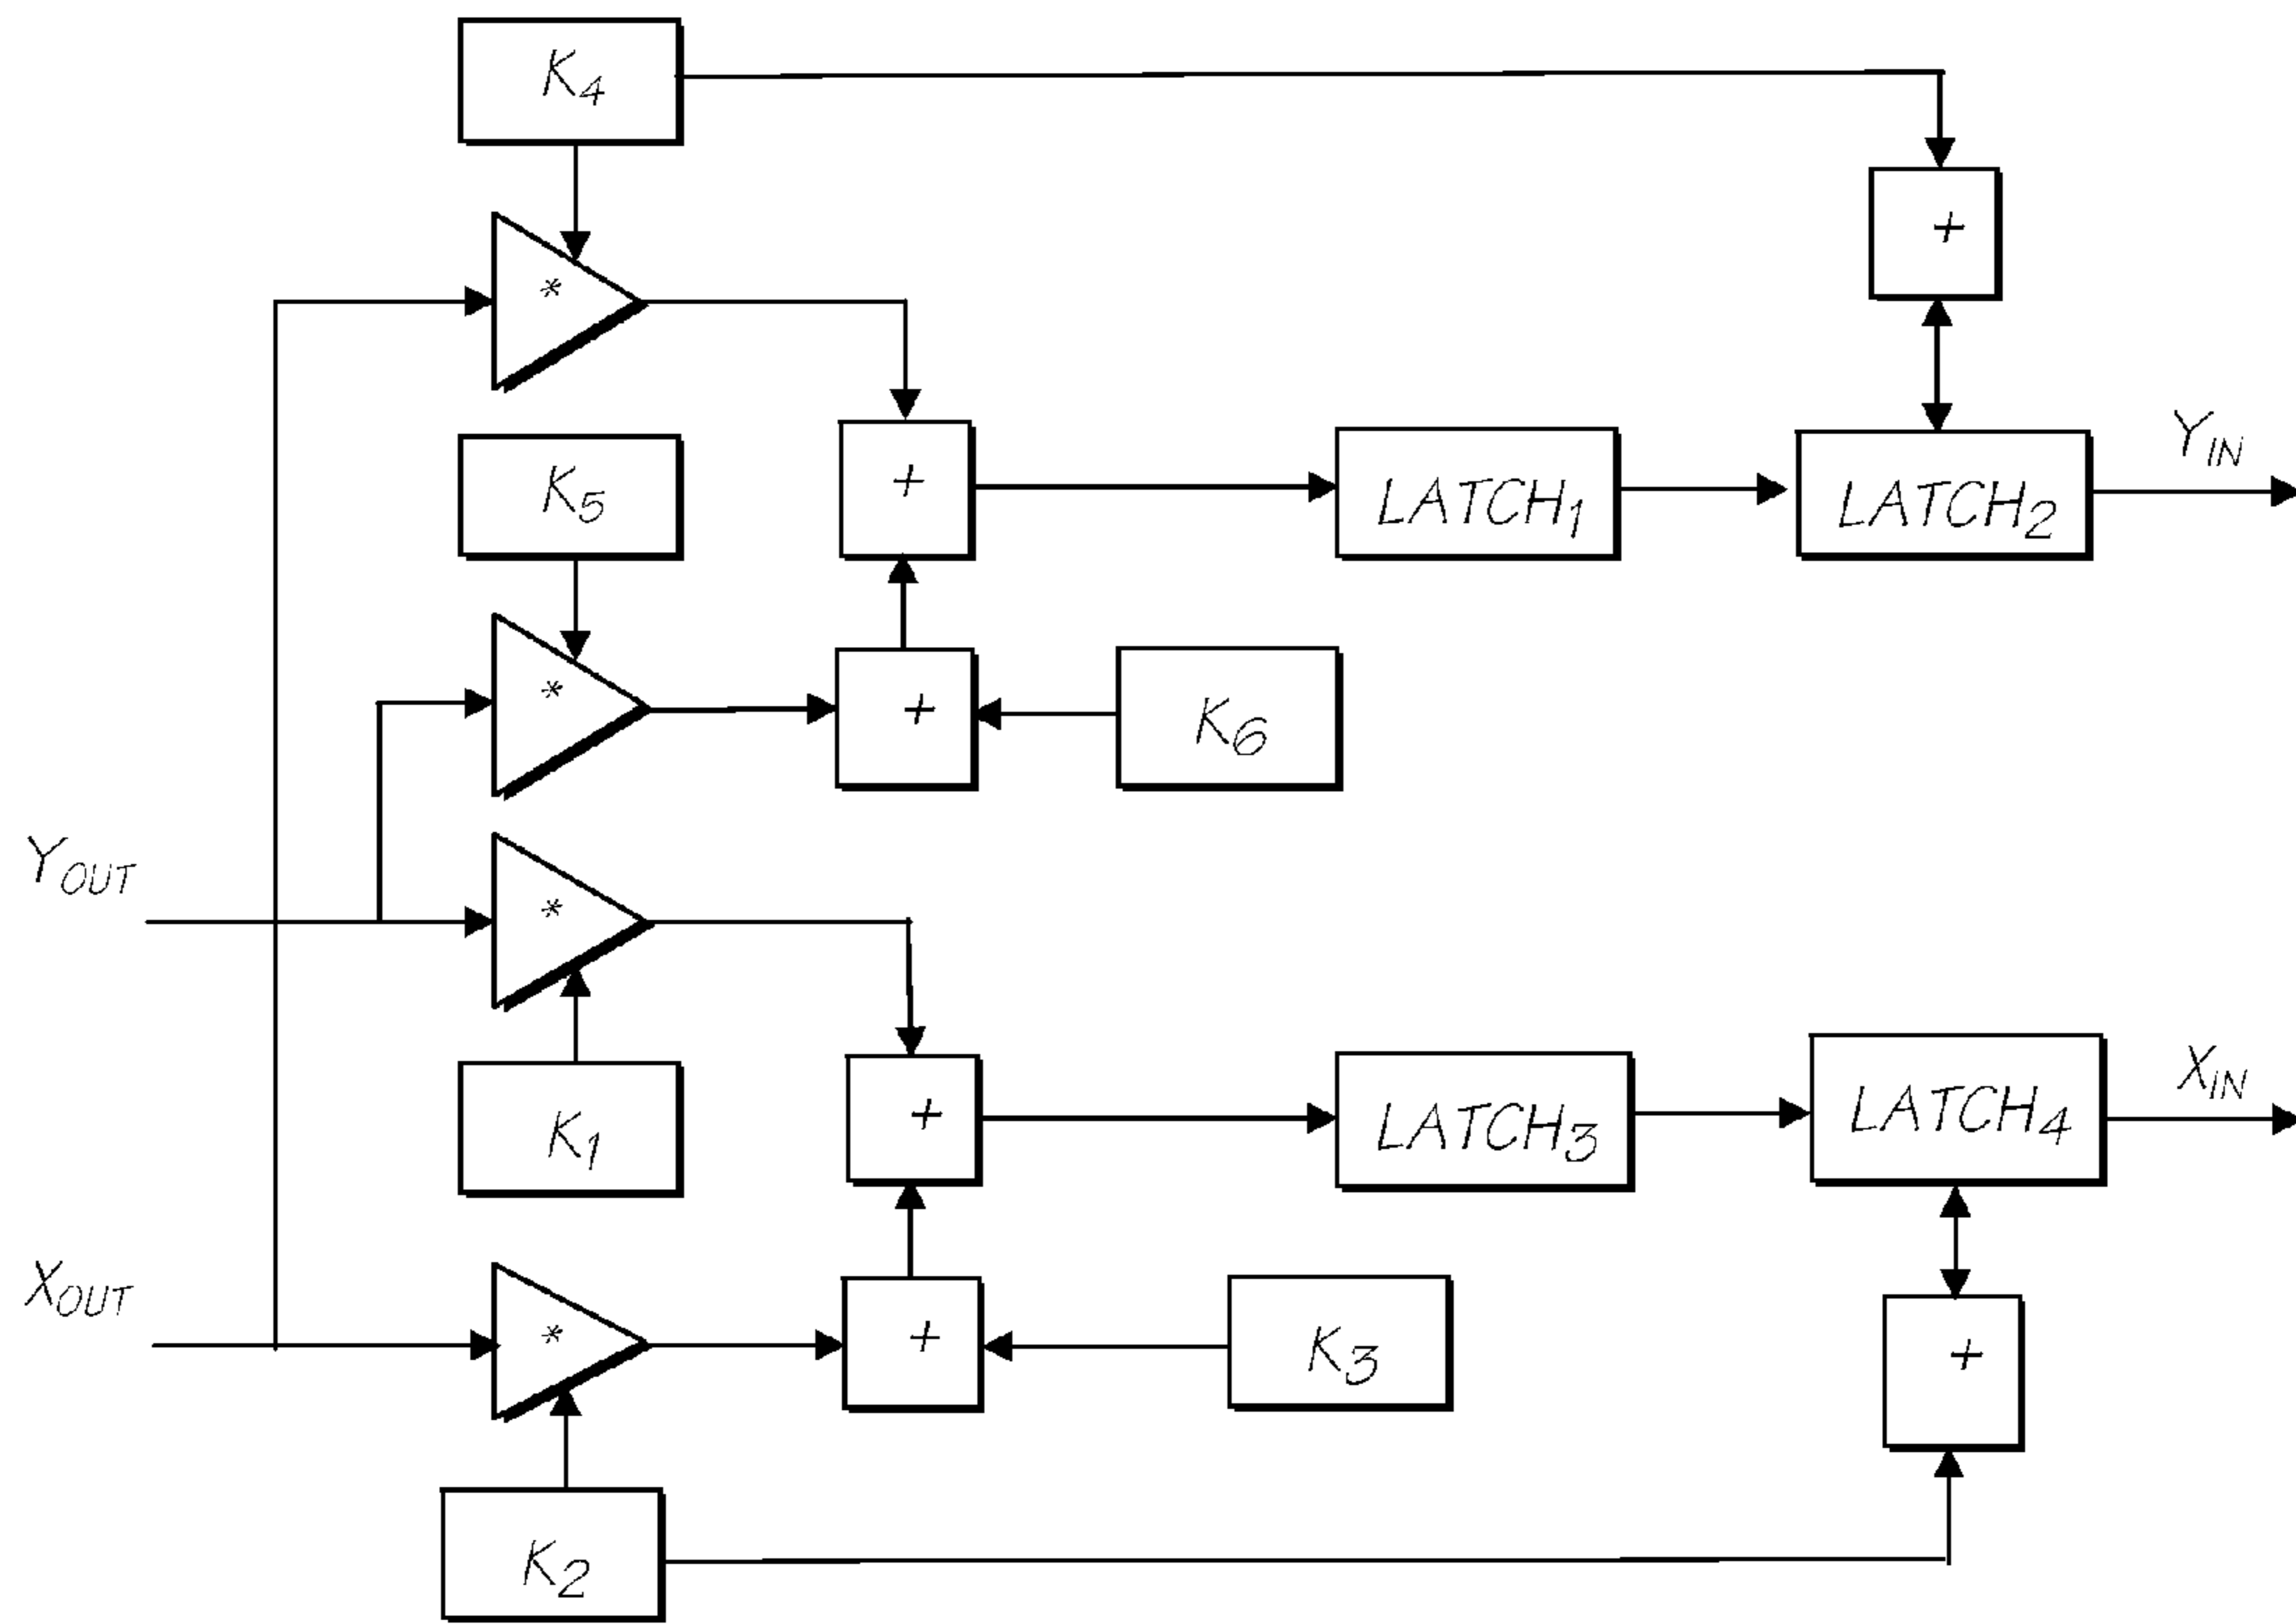 K4
*
+
K5
*
+
LATCH1
LATCH2
YIN
*
+
K6
YOUT
*
K1
+
LATCH3
LATCH4
XIN
XOUT
*
+
K3
+
K2